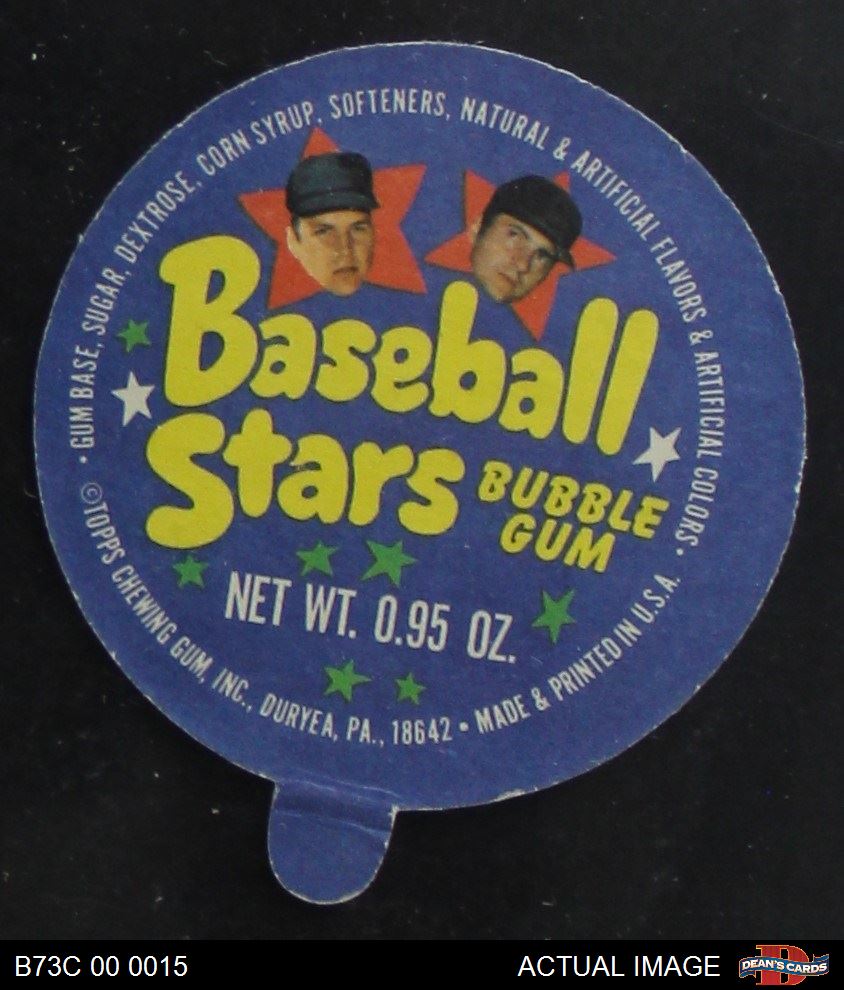 • GUM BASE, SUGAR, DEXTROSE, CORN SYRUP, SOFTENERS, NATURAL & ARTIFICIAL FLAVORS & ARTIFICIAL COLORS •
Baseball
Stars
BUBBLE
GUM
NET WT. 0.95 OZ.
©TOPPS CHEWING GUM, INC., DURYEA, PA., 18642 • MADE & PRINTED IN U.S.A.
B73C 00 0015
ACTUAL IMAGE
DEAN'S CARDS